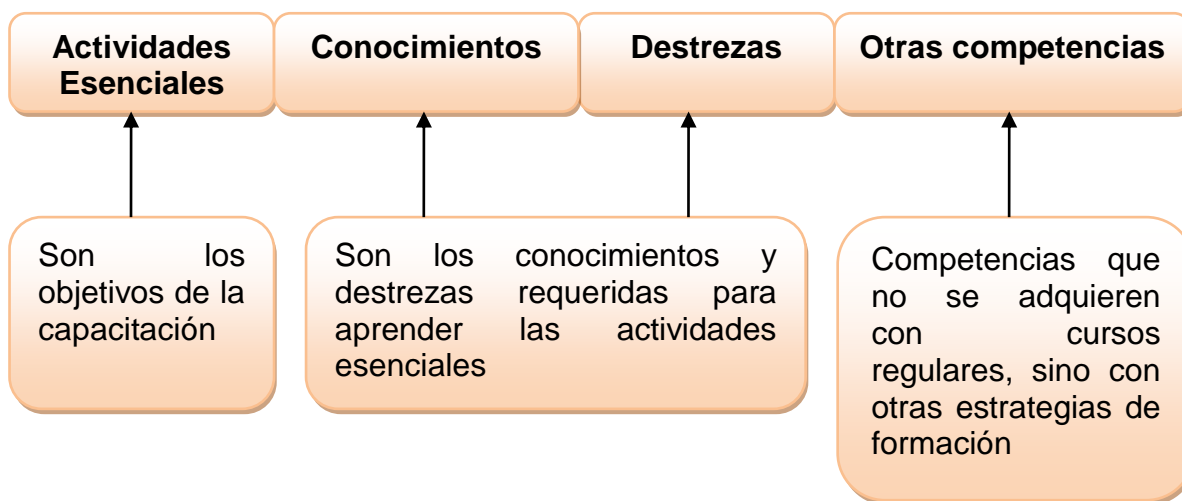 Actividades
Esenciales
Conocimientos
Destrezas
Otras competencias
Son los
objetivos de la
capacitación
Son los conocimientos y
destrezas requeridas para
aprender las actividades
esenciales
Competencias que
no se adquieren
con cursos
regulares, sino con
otras estrategias de
formación